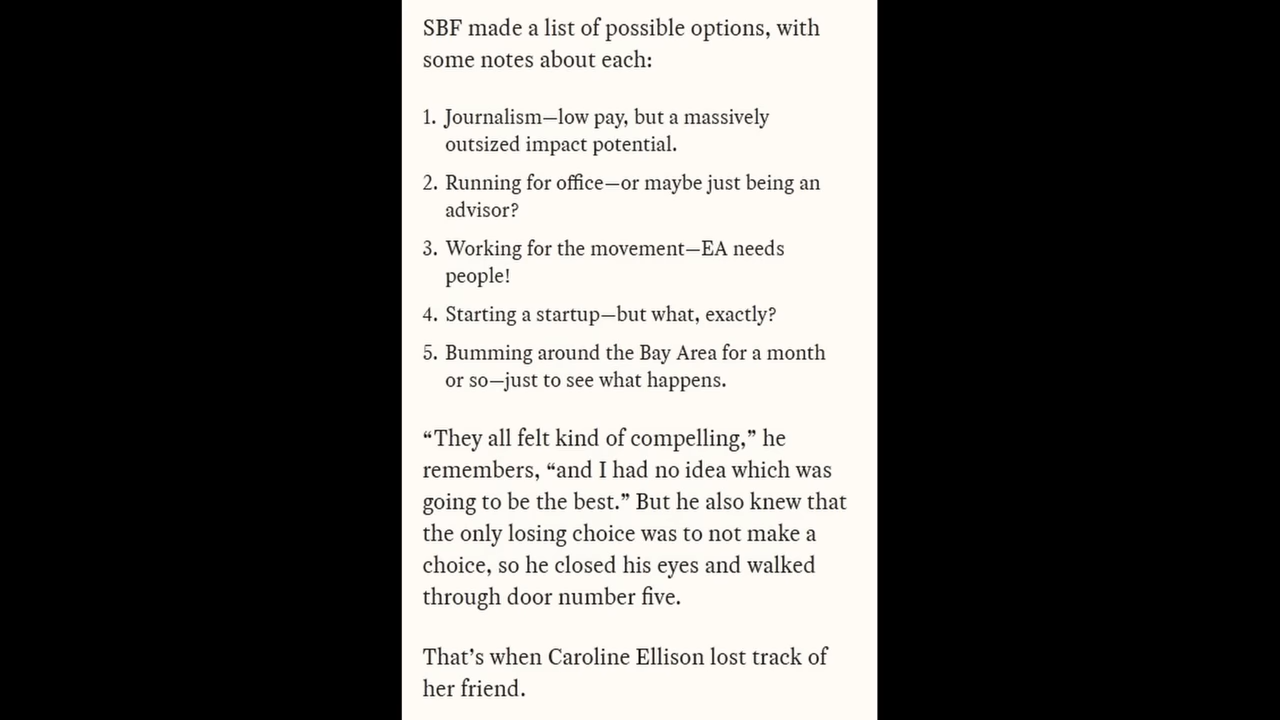 SBF made a list of possible options, with
some notes about each:
1. Journalism—low pay, but a massively
outsized impact potential.
2. Running for office—or maybe just being an
advisor?
3. Working for the movement—EA needs
people!
4. Starting a startup—but what, exactly?
5. Bumming around the Bay Area for a month
or so—just to see what happens.
“They all felt kind of compelling,” he
remembers, “and I had no idea which was
going to be the best.” But he also knew that
the only losing choice was to not make a
choice, so he closed his eyes and walked
through door number five.
That’s when Caroline Ellison lost track of
her friend.